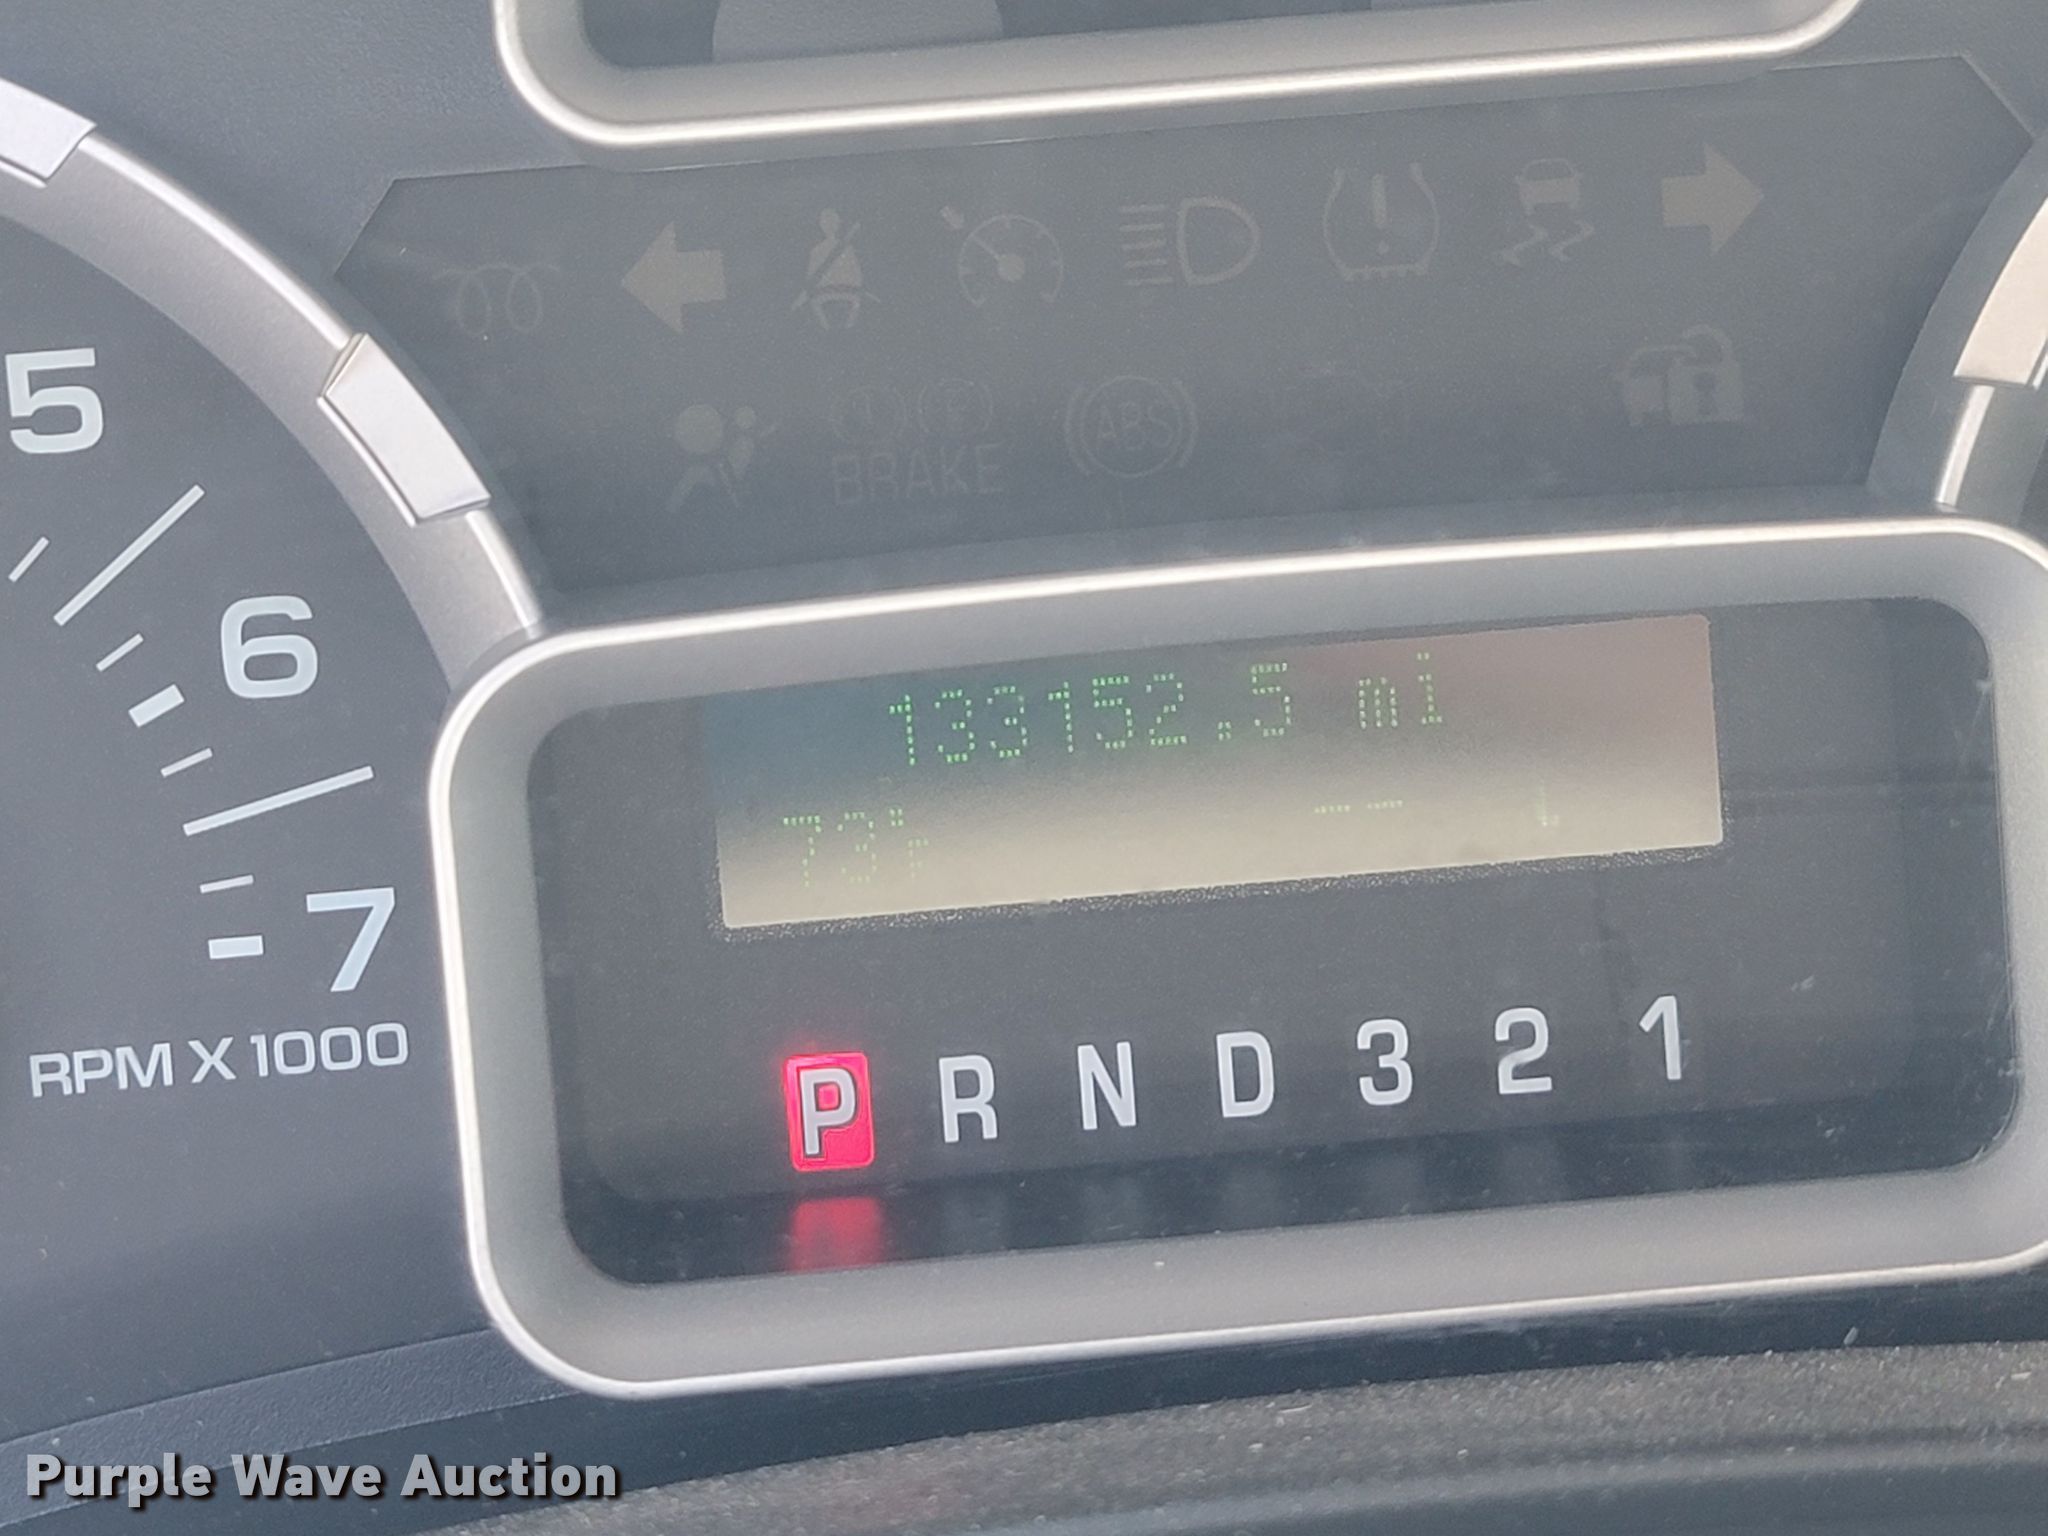 5
6
7
RPM X 1000
BRAKE
ABS
133152.5 mi
73°F
P R N D 3 2 1
Purple Wave Auction